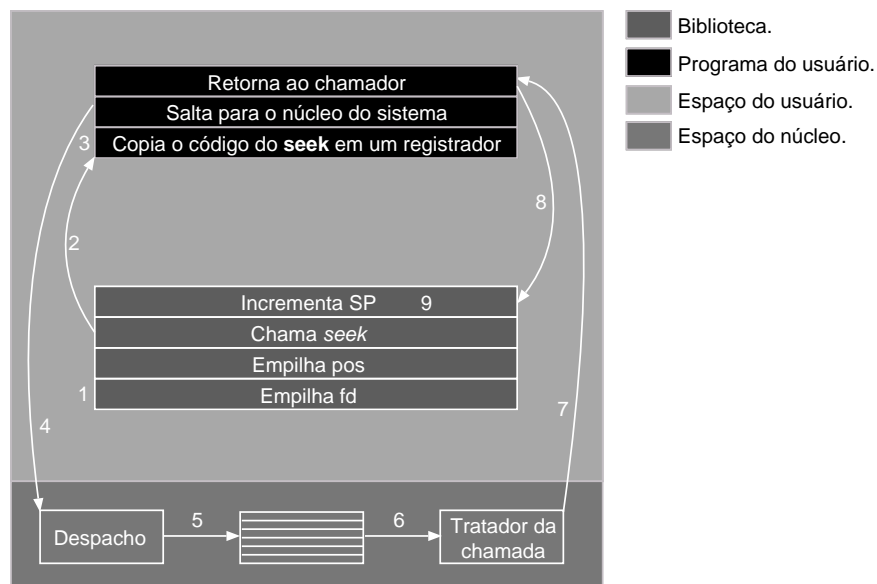 Retorna ao chamador
Salta para o núcleo do sistema
3 Copia o código do seek em um registrador
8
2
Incrementa SP 9
Chama seek
Empilha pos
1 Empilha fd
7
4
Despacho
5
6
Tratador da
chamada
Biblioteca.
Programa do usuário.
Espaço do usuário.
Espaço do núcleo.